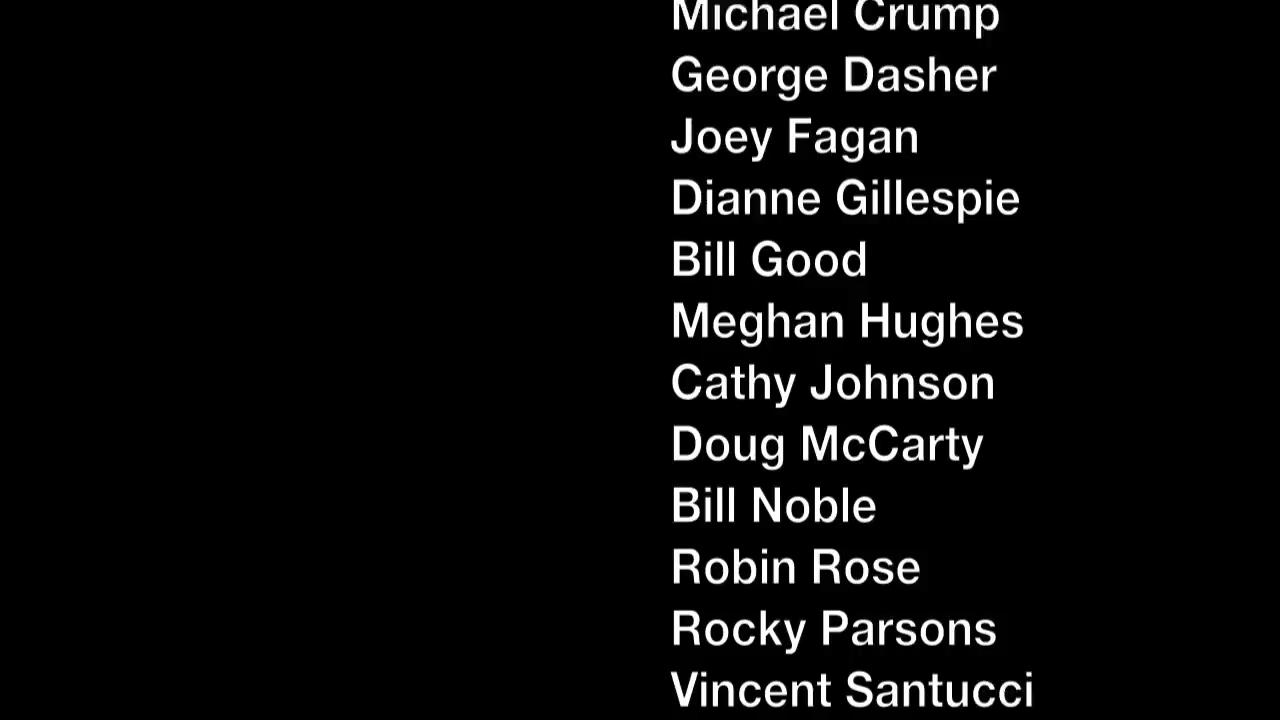 Michael Crump
George Dasher
Joey Fagan
Dianne Gillespie
Bill Good
Meghan Hughes
Cathy Johnson
Doug McCarty
Bill Noble
Robin Rose
Rocky Parsons
Vincent Santucci